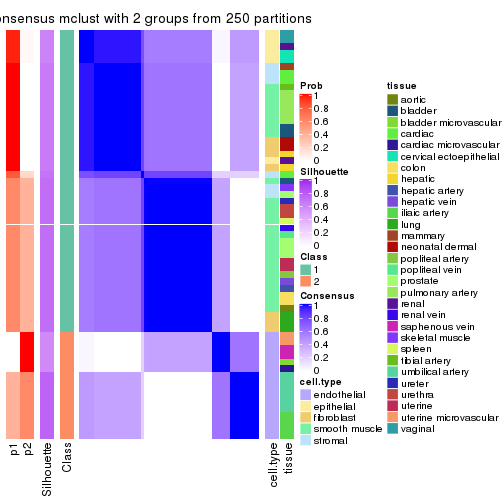 onsensus mclust with 2 groups from 250 partitions
p1
p2
Silhouette
Class
cell.type
tissue
Prob
1
0.8
0.6
0.4
0.2
0
Silhouette
1
0.8
0.6
0.4
0.2
0
Class
1
2
Consensus
1
0.8
0.6
0.4
0.2
0
cell.type
endothelial
epithelial
fibroblast
smooth muscle
stromal
tissue
aortic
bladder
bladder microvascular
cardiac
cardiac microvascular
cervical ectoepithelial
colon
hepatic
hepatic artery
hepatic vein
iliac artery
lung
mammary
neonatal dermal
popliteal artery
popliteal vein
prostate
pulmonary artery
renal
renal vein
saphenous vein
skeletal muscle
spleen
tibial artery
umbilical artery
ureter
urethra
uterine
uterine microvascular
vaginal